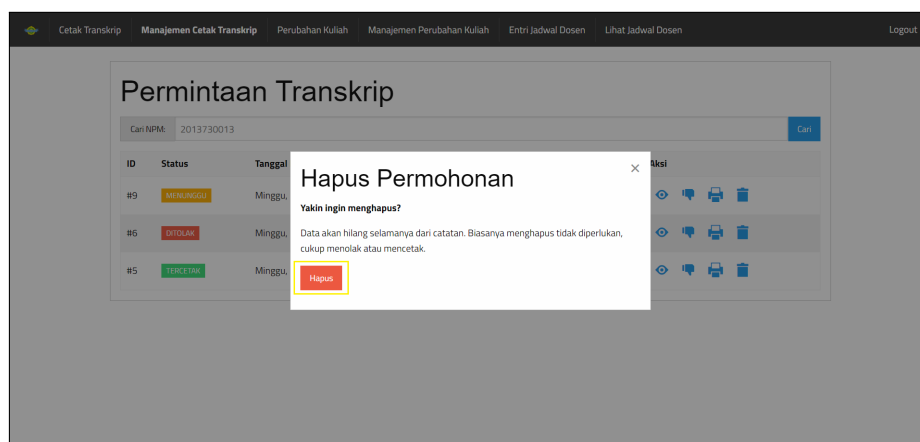 Cetak Transkrip Manajemen Cetak Transkrip Perubahan Kuliah Manajemen Perubahan Kuliah Entri Jadwal Dosen Lihat Jadwal Dosen Logout
Permintaan Transkrip
Cari NPM: 2013730013 Cari
ID Status Tanggal Aksi
Hapus Permohonan ×
#9 MENUNGGU Minggu,
Yakin ingin menghapus?
#6 DITOLAK Minggu,
Data akan hilang selamanya dari catatan. Biasanya menghapus tidak diperlukan,
cukup menolak atau mencetak.
#5 TERCETAK Minggu,
Hapus